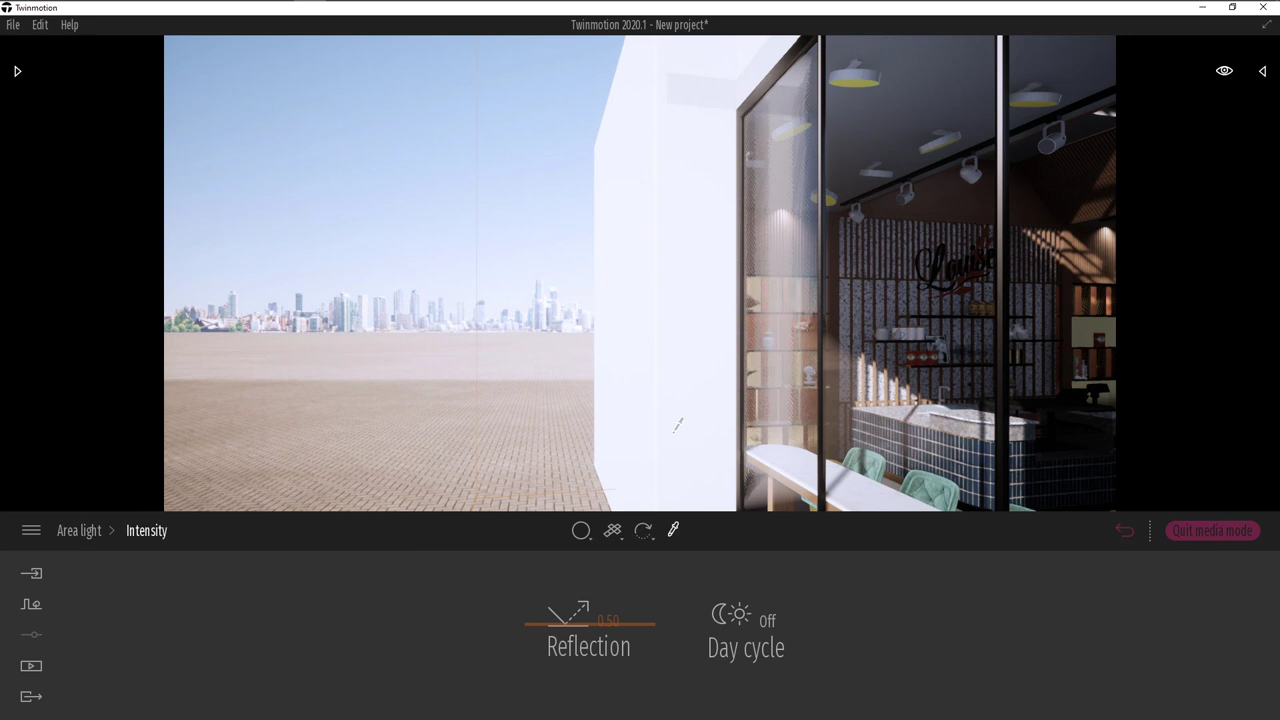 Twinmotion
File Edit Help
Twinmotion 2020.1 - New project*
Louise
Area light > Intensity
Quit media mode
0.50
Reflection
Off
Day cycle